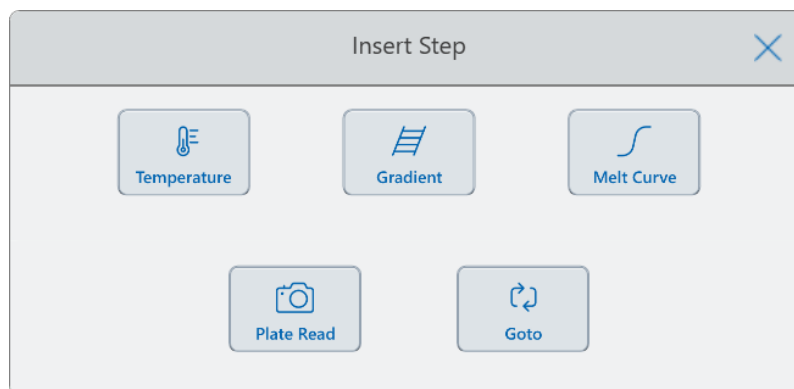 Insert Step
Temperature
Gradient
Melt Curve
Plate Read
Goto